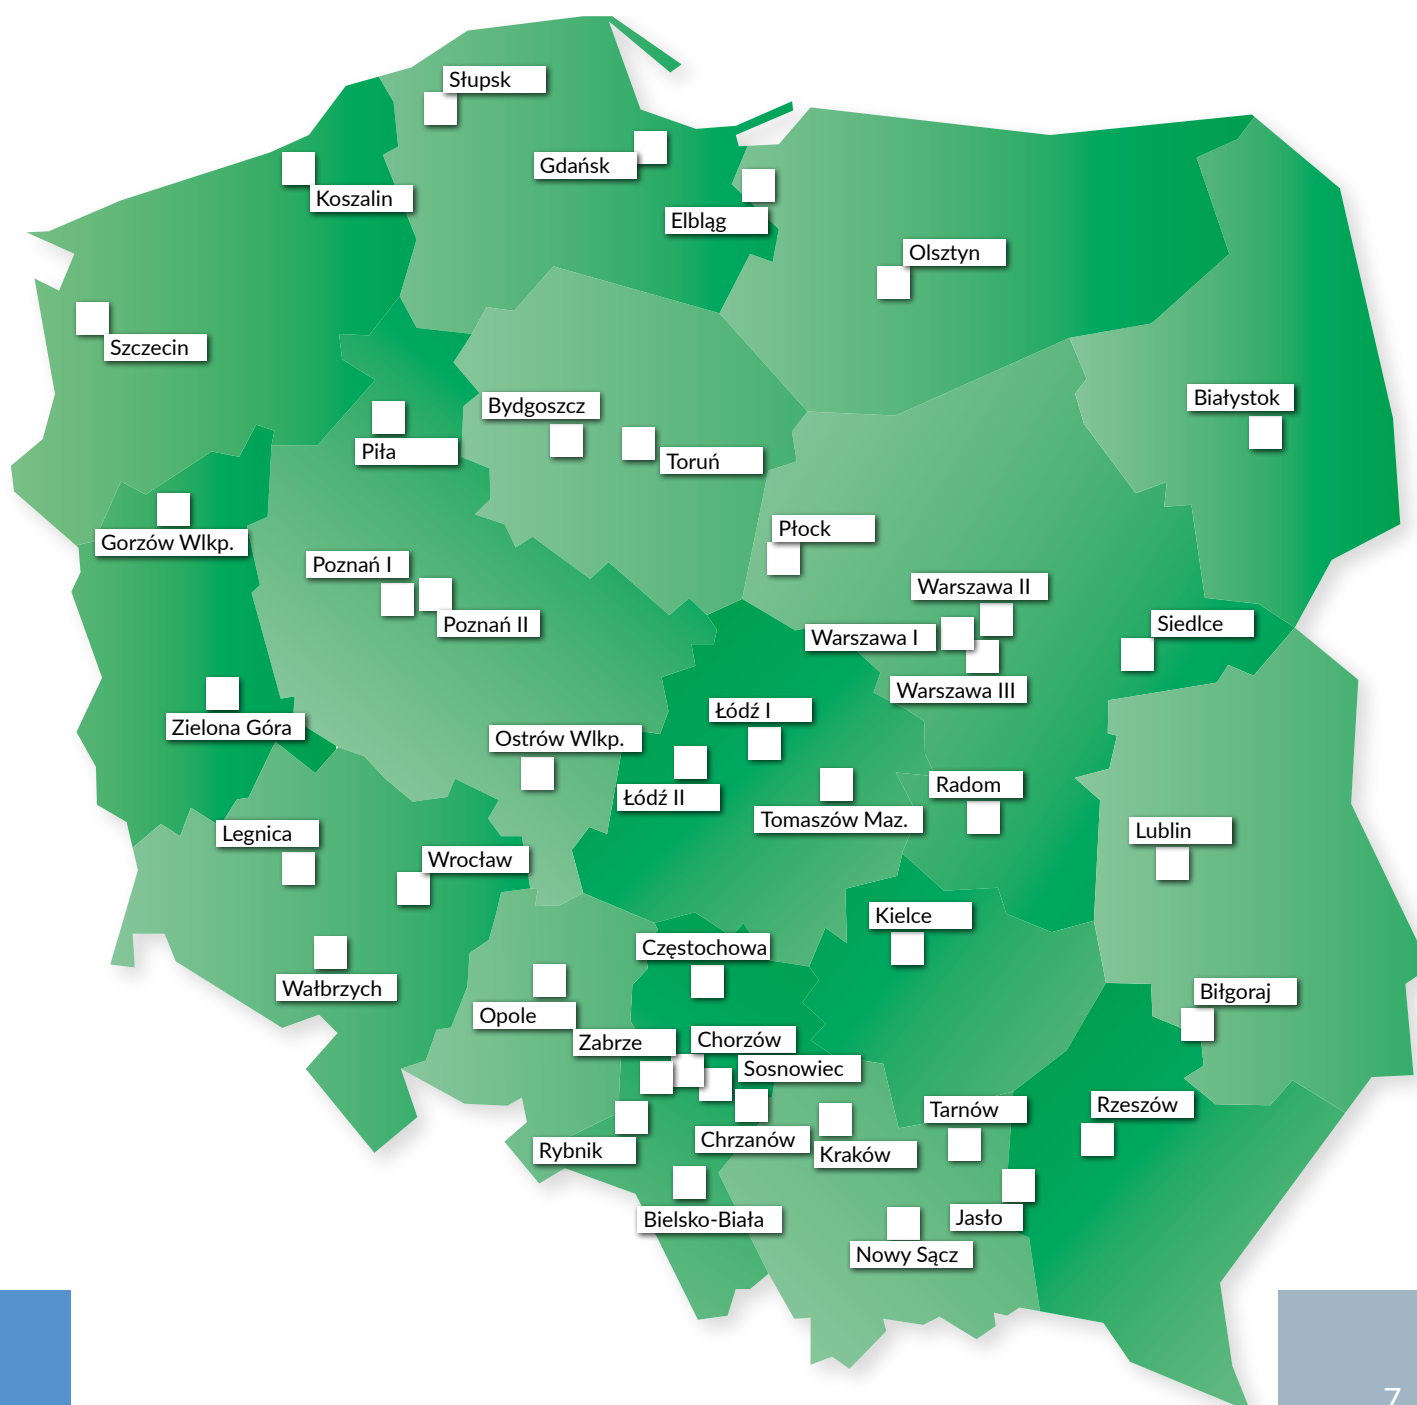 Słupsk
Gdańsk
Koszalin
Elbląg
Olsztyn
Szczecin
Białystok
Bydgoszcz
Piła
Toruń
Płock
Gorzów Wlkp.
Poznań I
Warszawa II
Poznań II
Siedlce
Warszawa I
Warszawa III
Łódź I
Zielona Góra
Ostrów Wlkp.
Radom
Łódź II
Tomaszów Maz.
Legnica
Lublin
Wrocław
Kielce
Częstochowa
Wałbrzych
Biłgoraj
Opole
Zabrze
Chorzów
Sosnowiec
Rzeszów
Tarnów
Chrzanów
Rybnik
Kraków
Jasło
Bielsko-Biała
Nowy Sącz
7